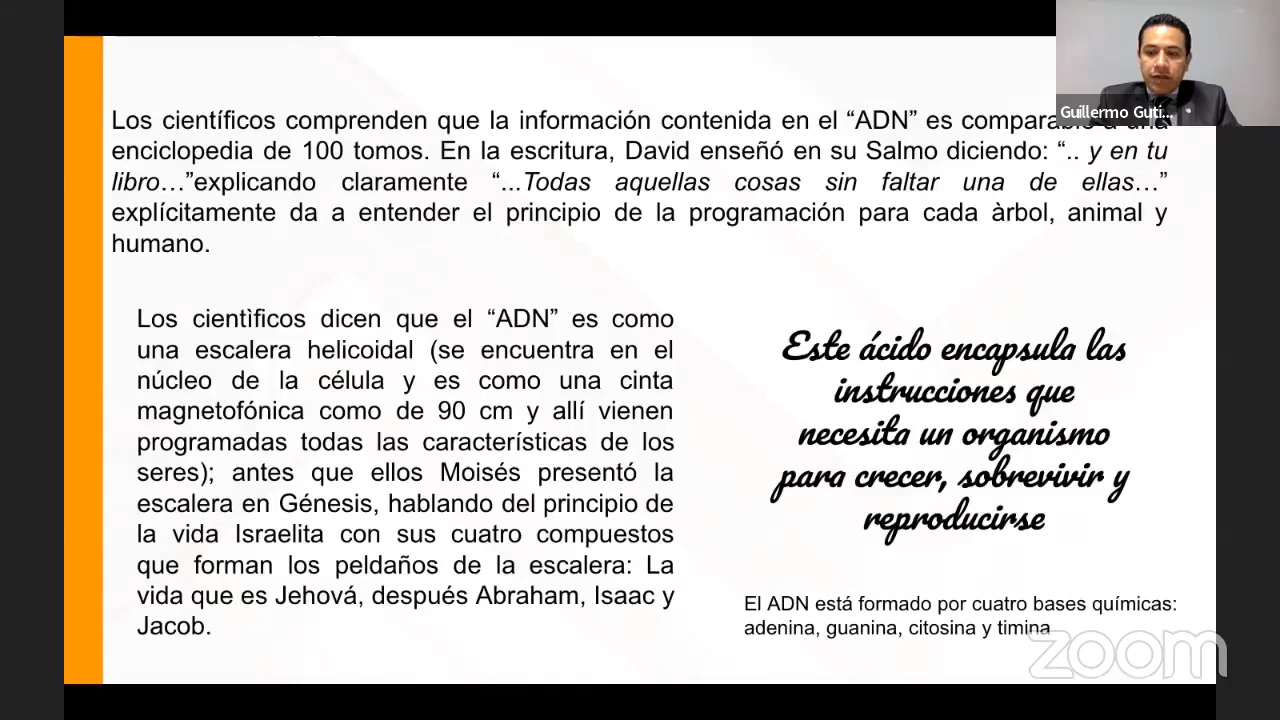 Guillermo Guti...
Los científicos comprenden que la información contenida en el “ADN” es comparable a una
enciclopedia de 100 tomos. En la escritura, David enseñó en su Salmo diciendo: “.. y en tu
libro…”explicando claramente “...Todas aquellas cosas sin faltar una de ellas…”
explícitamente da a entender el principio de la programación para cada àrbol, animal y
humano.
Los cientìficos dicen que el “ADN” es como
una escalera helicoidal (se encuentra en el
núcleo de la célula y es como una cinta
magnetofónica como de 90 cm y allí vienen
programadas todas las características de los
seres); antes que ellos Moisés presentó la
escalera en Génesis, hablando del principio de
la vida Israelita con sus cuatro compuestos
que forman los peldaños de la escalera: La
vida que es Jehová, después Abraham, Isaac y
Jacob.
Este ácido encapsula las
instrucciones que
necesita un organismo
para crecer, sobrevivir y
reproducirse
El ADN está formado por cuatro bases químicas:
adenina, guanina, citosina y timina
zoom